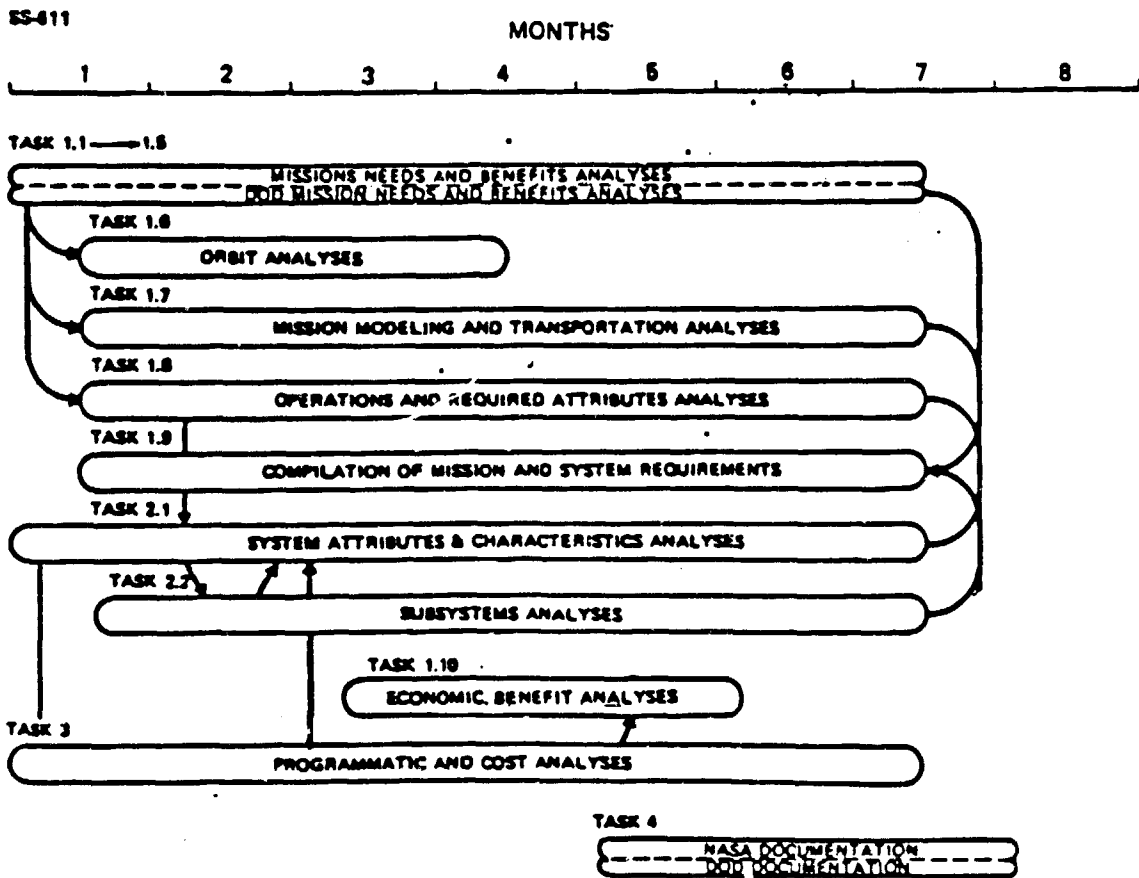 SS-611
MONTHS
1 2 3 4 5 6 7 8
TASK 1.1 → 1.5
MISSIONS NEEDS AND BENEFITS ANALYSES
DOD MISSION NEEDS AND BENEFITS ANALYSES
TASK 1.6
ORBIT ANALYSES
TASK 1.7
MISSION MODELING AND TRANSPORTATION ANALYSES
TASK 1.8
OPERATIONS AND REQUIRED ATTRIBUTES ANALYSES
TASK 1.9
COMPILATION OF MISSION AND SYSTEM REQUIREMENTS
TASK 2.1
SYSTEM ATTRIBUTES & CHARACTERISTICS ANALYSES
TASK 2.2
SUBSYSTEMS ANALYSES
TASK 1.10
ECONOMIC BENEFIT ANALYSES
TASK 3
PROGRAMMATIC AND COST ANALYSES
TASK 4
NASA DOCUMENTATION
DOD DOCUMENTATION